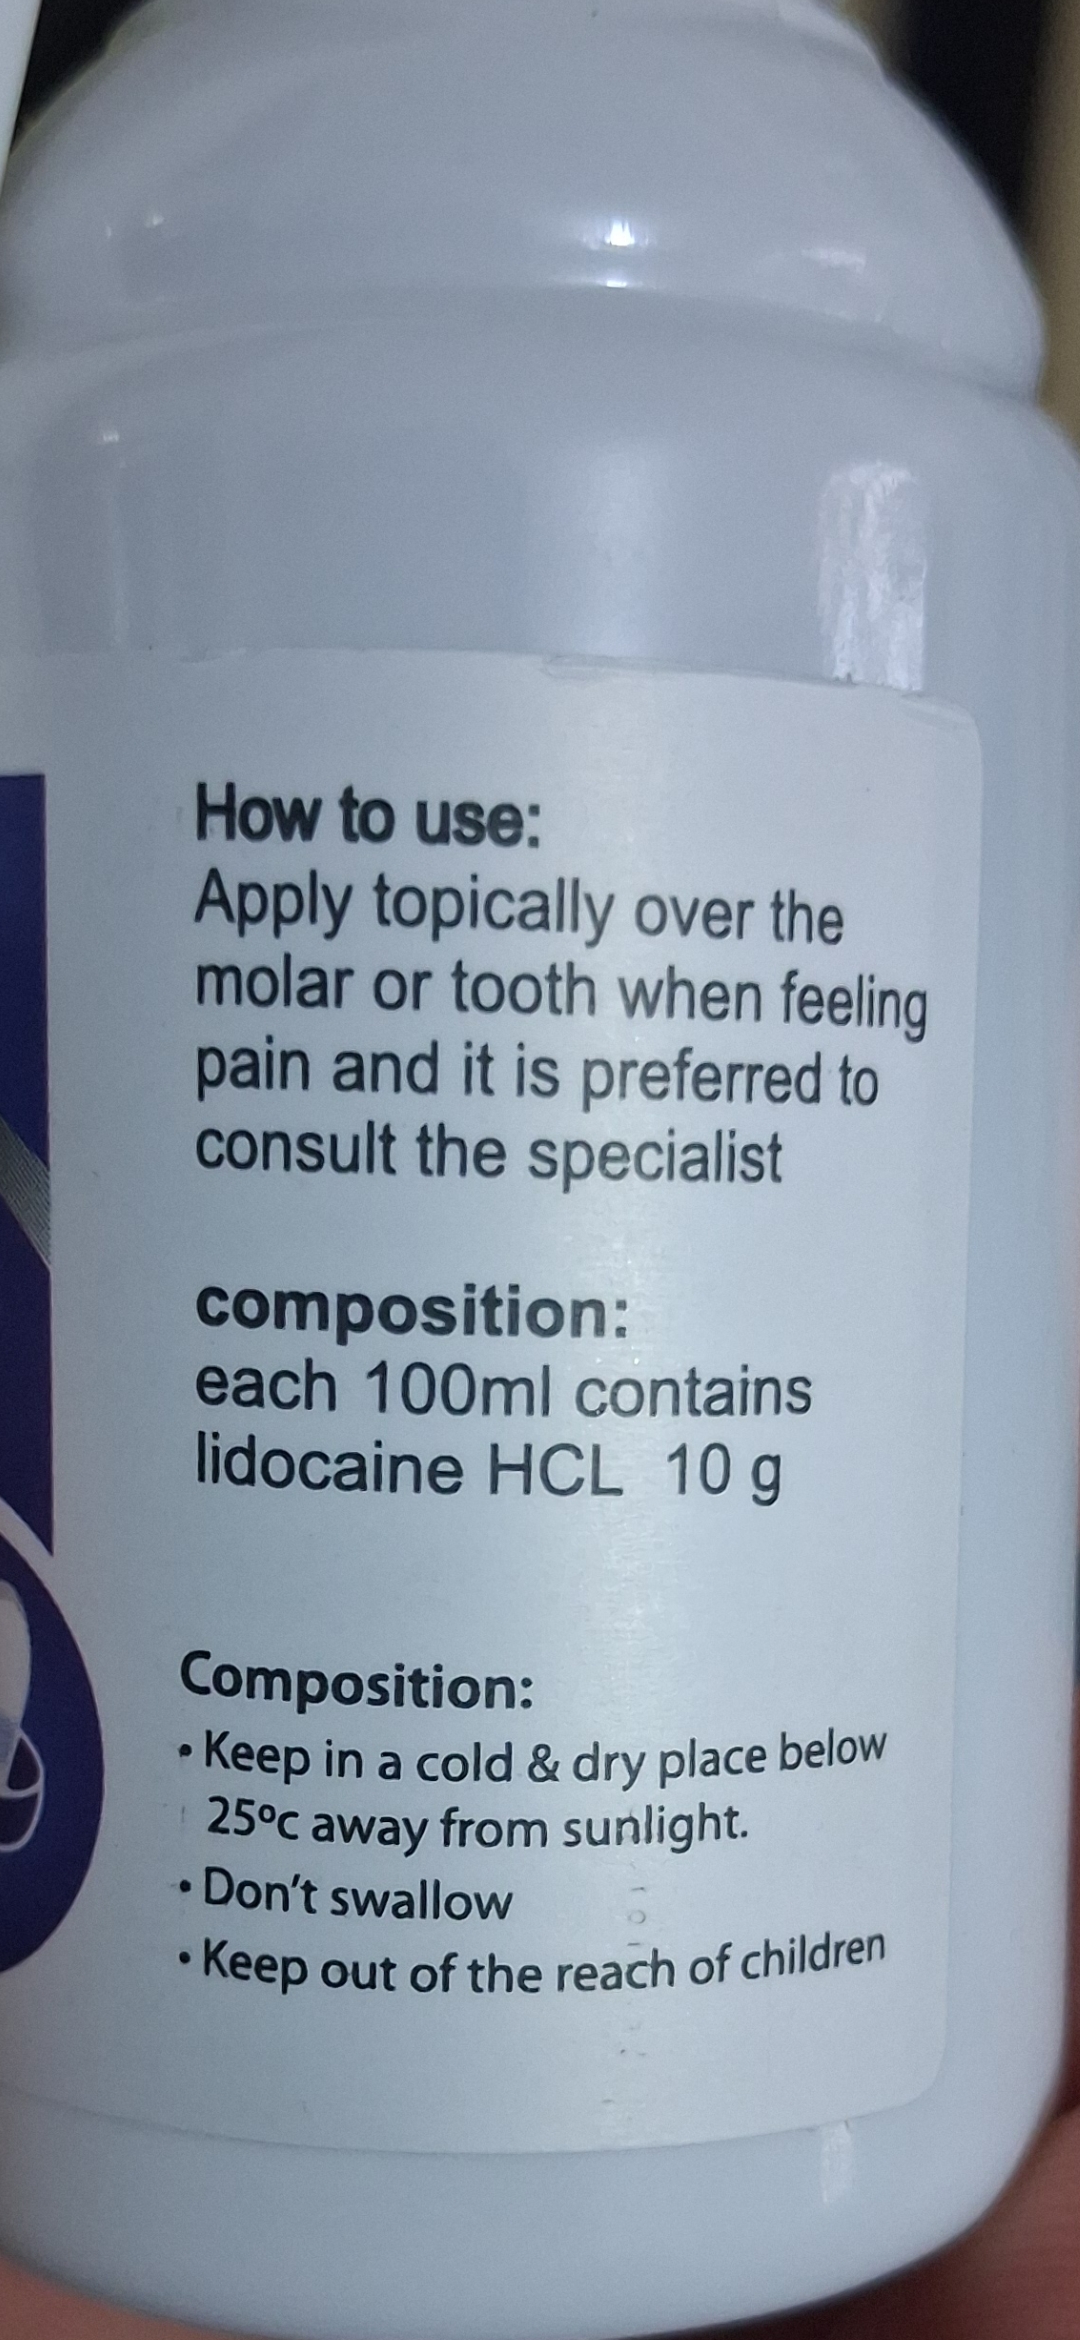 How to use:
Apply topically over the
molar or tooth when feeling
pain and it is preferred to
consult the specialist
composition:
each 100ml contains
lidocaine HCL 10 g
Composition:
• Keep in a cold & dry place below
25ºc away from sunlight.
• Don't swallow
• Keep out of the reach of children